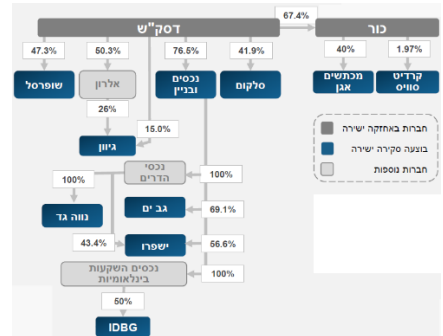 דסק"ש
67.4%
כור
47.3%
50.3%
76.5%
41.9%
40%
1.97%
שופרסל
אלרון
נכסים
ובניין
סלקום
מכתשים
אגן
קרדיט
סוויס
26%
15.0%
גיוון
חברות באחזקה ישירה
בוצעה סקירה ישירה
חברות נוספות
נכסי
הדרים
100%
100%
נווה גד
גב ים
69.1%
43.4%
ישפרו
56.6%
נכסים השקעות
בינלאומיות
100%
50%
IDBG